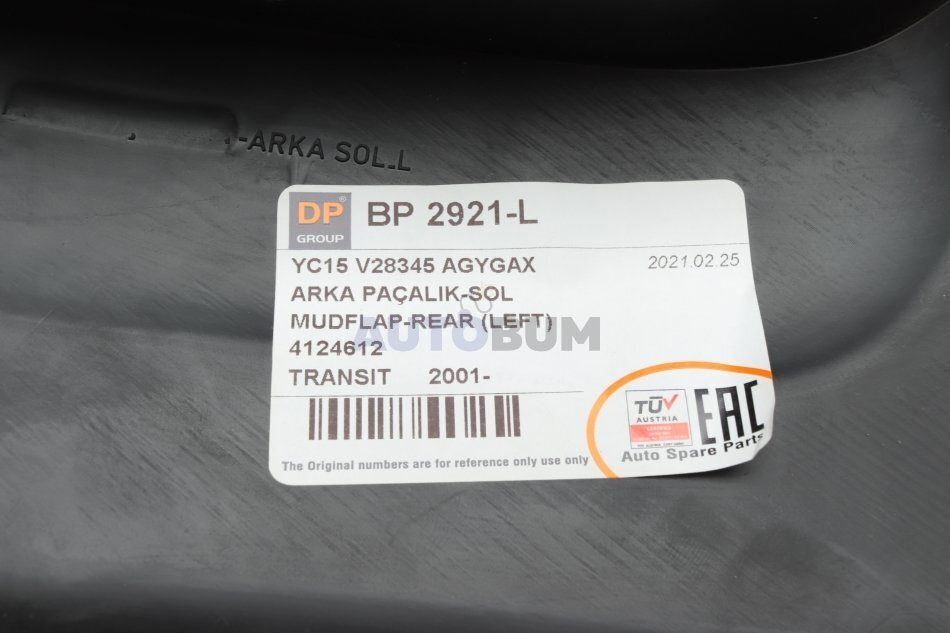 -ARKA SOL_L
DP®
GROUP
BP 2921-L
YC15 V28345 AGYGAX
2021.02.25
ARKA PAÇALIK-SOL
MUDFLAP-REAR (LEFT)
AUTOBUM
4124612
TRANSIT 2001-
TÜV
AUSTRIA
EAC
Auto Spare Parts
The Original numbers are for reference only use only